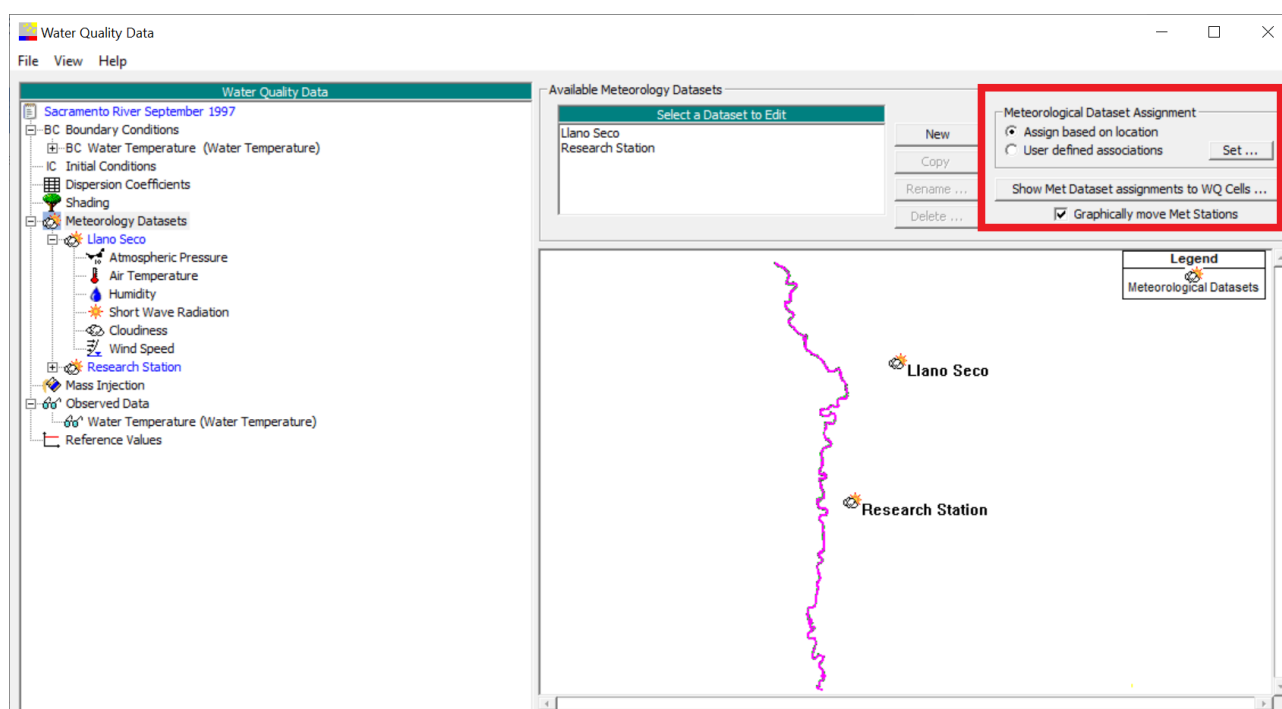 Water Quality Data
File View Help
Water Quality Data
Sacramento River September 1997
BC Boundary Conditions
BC Water Temperature (Water Temperature)
IC Initial Conditions
Dispersion Coefficients
Shading
Meteorology Datasets
Llano Seco
Atmospheric Pressure
Air Temperature
Humidity
Short Wave Radiation
Cloudiness
Wind Speed
Research Station
Mass Injection
Observed Data
Water Temperature (Water Temperature)
Reference Values
Available Meteorology Datasets
Select a Dataset to Edit
Llano Seco
Research Station
New
Copy
Rename ...
Delete ...
Meteorological Dataset Assignment
Assign based on location
User defined associations
Set ...
Show Met Dataset assignments to WQ Cells ...
Graphically move Met Stations
Legend
Meteorological Datasets
Llano Seco
Research Station